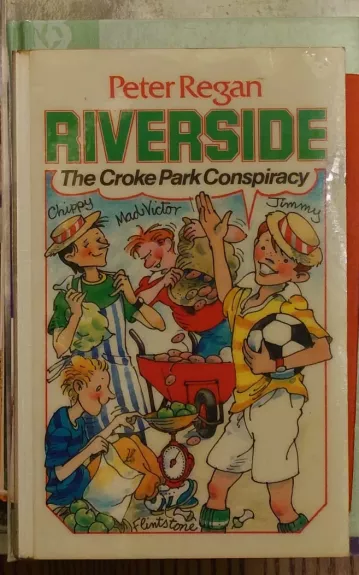 Peter Regan
RIVERSIDE
The Croke Park Conspiracy
Chippy
Mad Victor
Jimmy
Flintstone